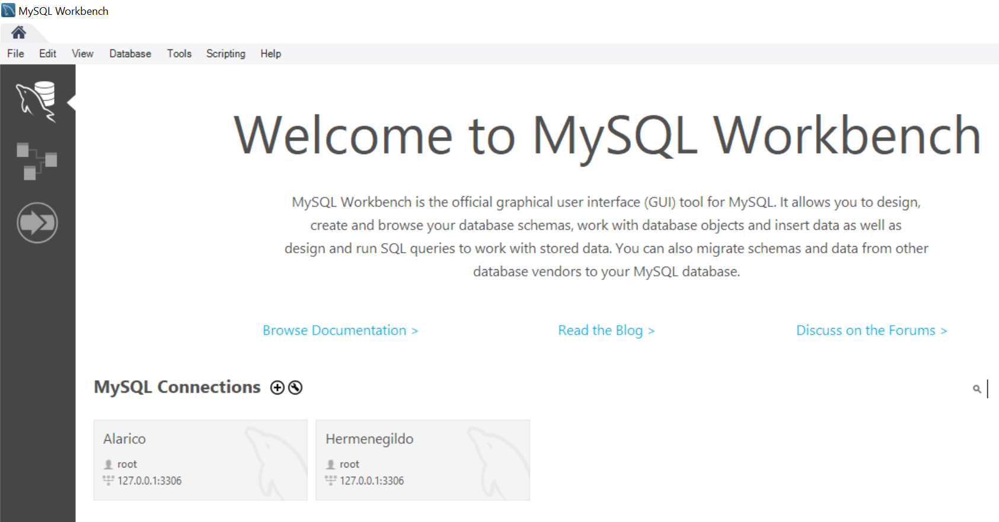 MySQL Workbench
File Edit View Database Tools Scripting Help
Welcome to MySQL Workbench
MySQL Workbench is the official graphical user interface (GUI) tool for MySQL. It allows you to design,
create and browse your database schemas, work with database objects and insert data as well as
design and run SQL queries to work with stored data. You can also migrate schemas and data from other
database vendors to your MySQL database.
Browse Documentation > Read the Blog > Discuss on the Forums >
MySQL Connections
Alarico
root
127.0.0.1:3306
Hermenegildo
root
127.0.0.1:3306